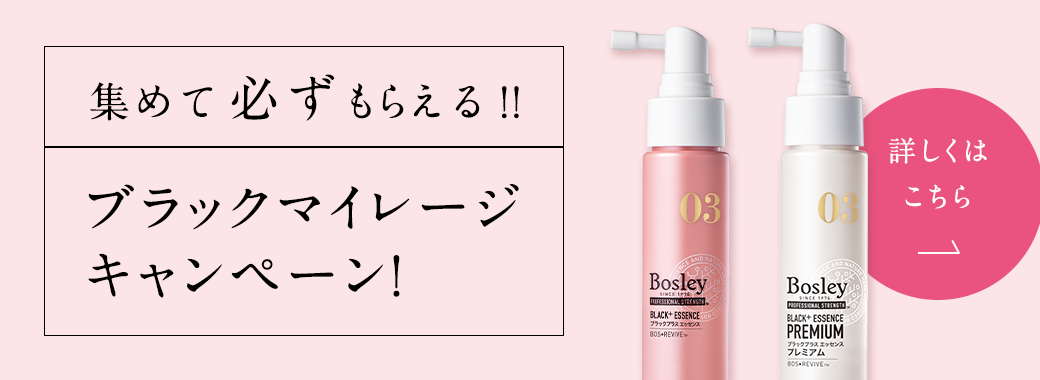 集めて必ずもらえる!!
ブラックマイレージ
キャンペーン!
03
Bosley
SINCE 1974
PROFESSIONAL STRENGTH
BLACK+ ESSENCE
ブラックプラス エッセンス
BOS•REVIVE™
03
Bosley
SINCE 1974
PROFESSIONAL STRENGTH
BLACK+ ESSENCE
PREMIUM
ブラックプラス エッセンス
プレミアム
BOS•REVIVE™
詳しくは
こちら